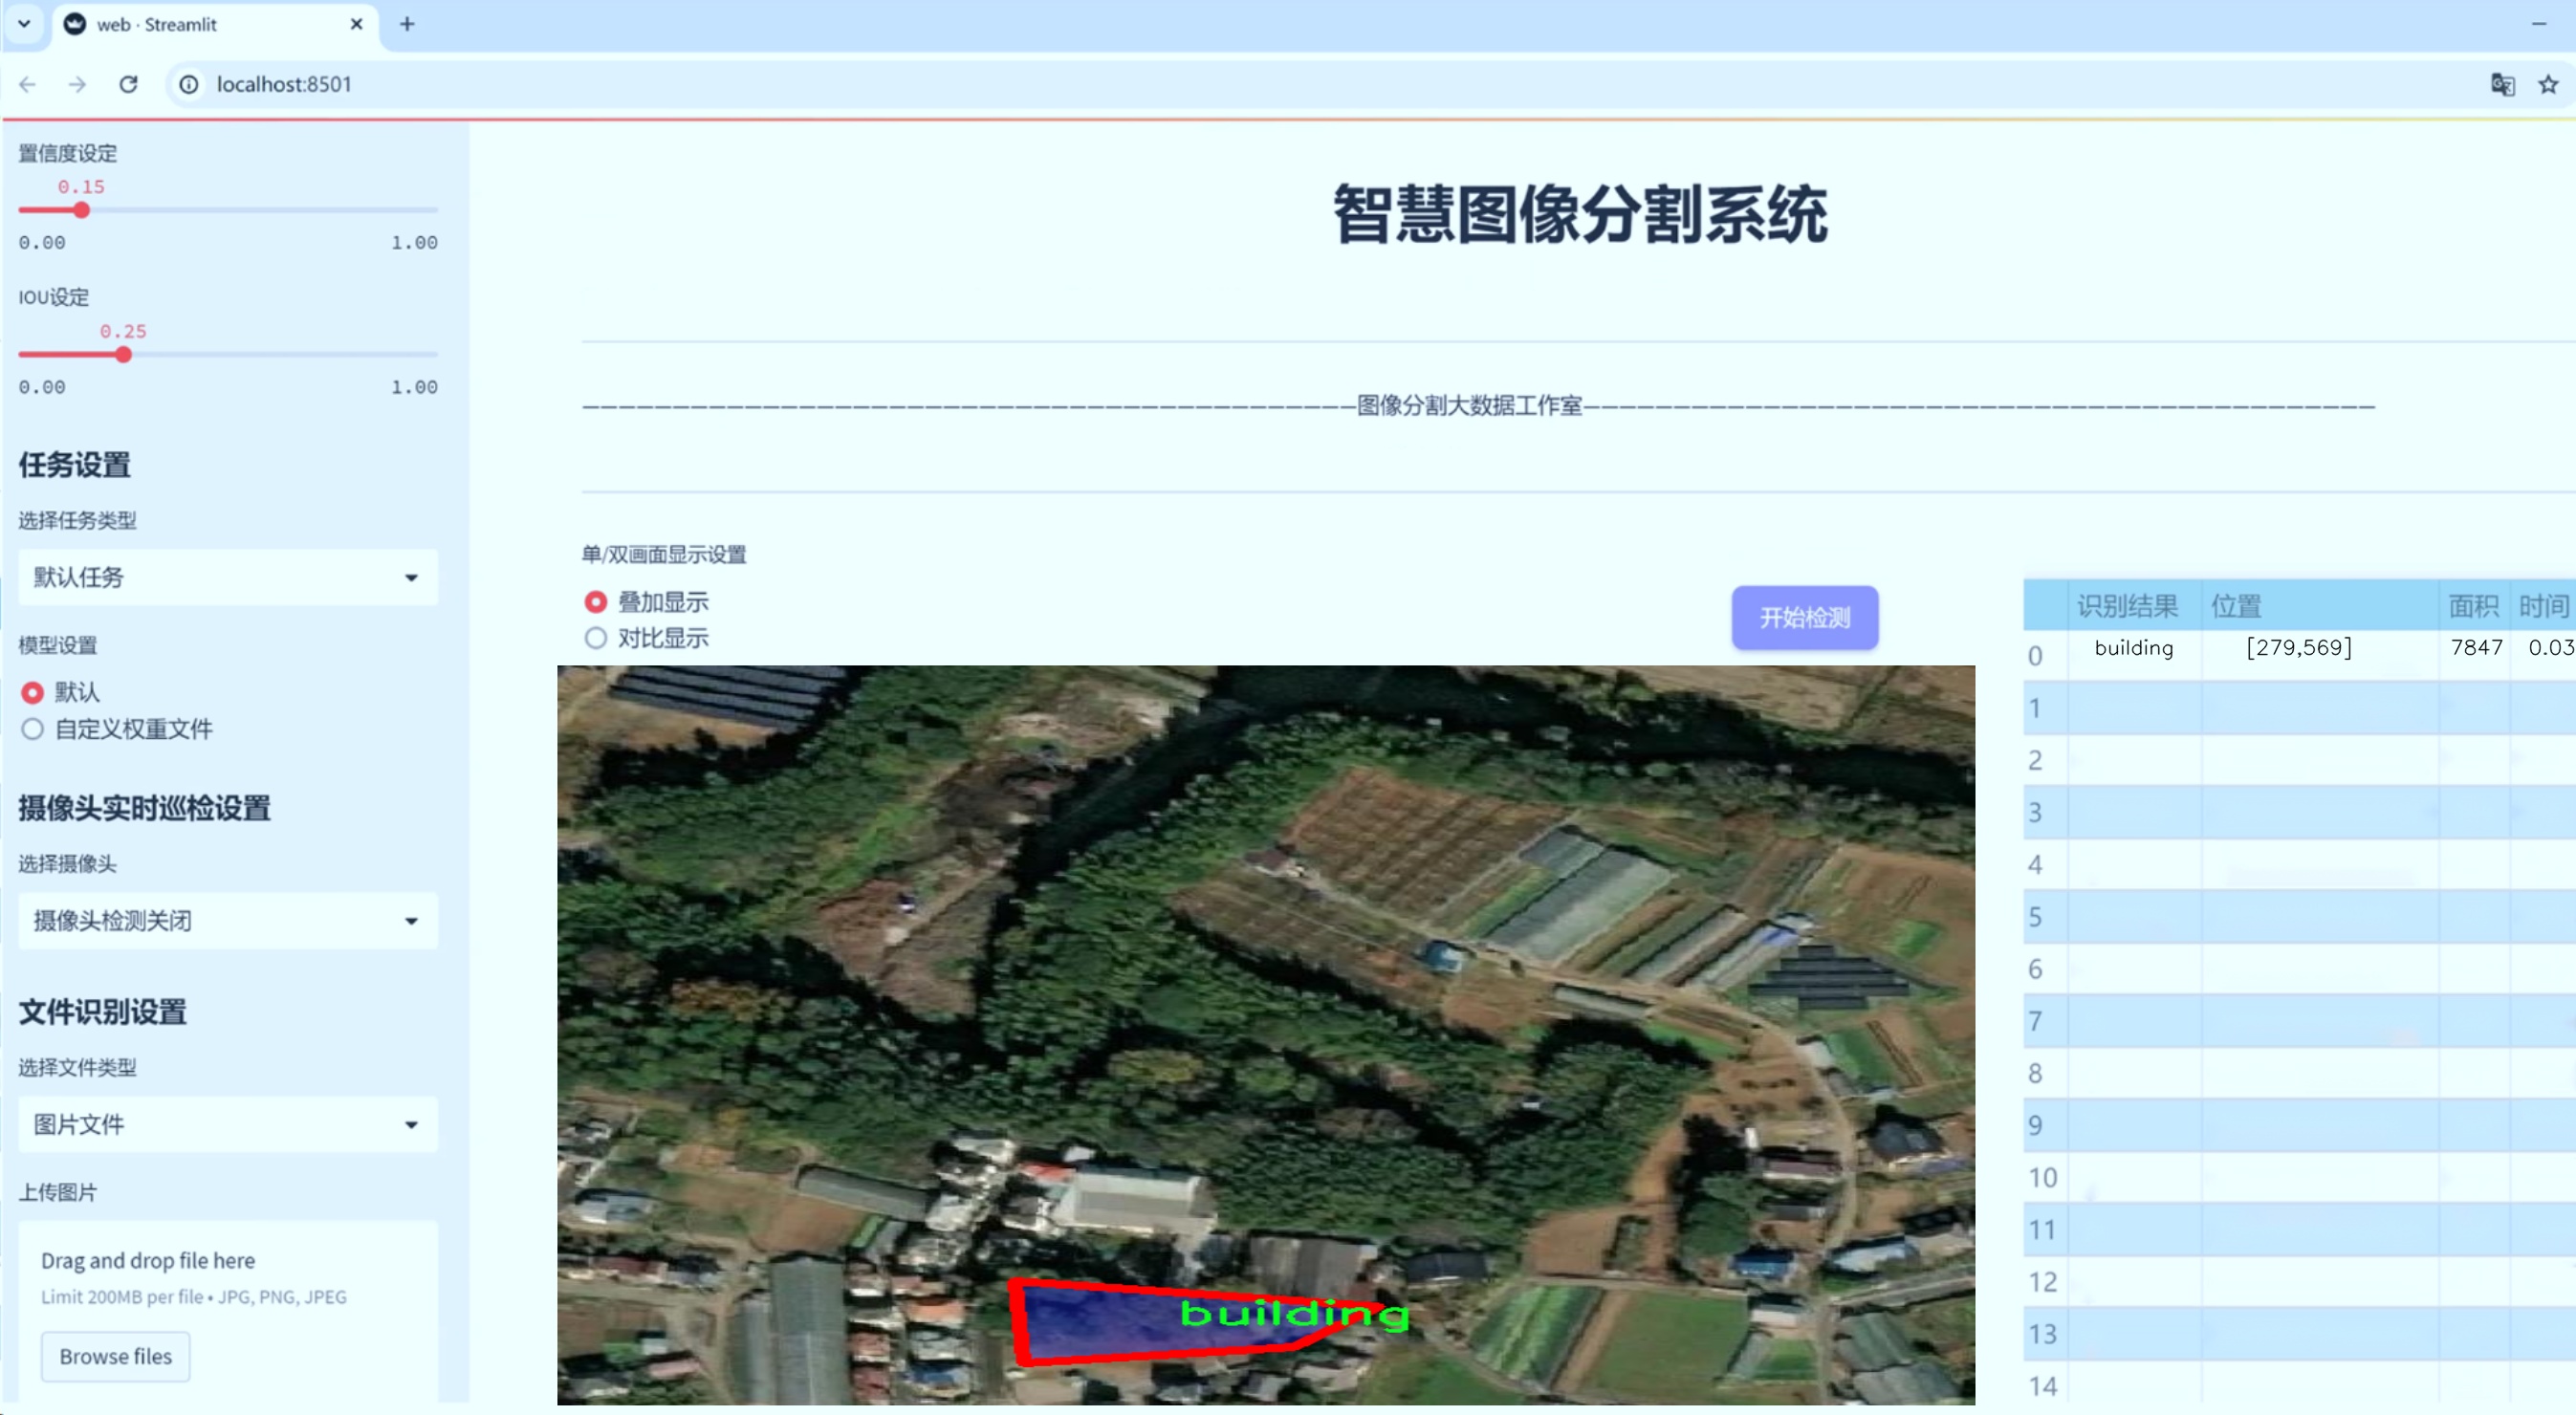 web · Streamlit
localhost:8501
置信度设定
0.15
0.00 1.00
IOU设定
0.25
0.00 1.00
任务设置
选择任务类型
默认任务
模型设置
默认
自定义权重文件
摄像头实时巡检设置
选择摄像头
摄像头检测关闭
文件识别设置
选择文件类型
图片文件
上传图片
Drag and drop file here
Limit 200MB per file • JPG, PNG, JPEG
Browse files
智慧图像分割系统
———————————————————————————————————————————图像分割大数据工作室————————————————————————————————————————————
单/双画面显示设置
叠加显示
对比显示
开始检测
building
识别结果 位置 面积 时间
0 building [279,569] 7847 0.03
1
2
3
4
5
6
7
8
9
10
11
12
13
14